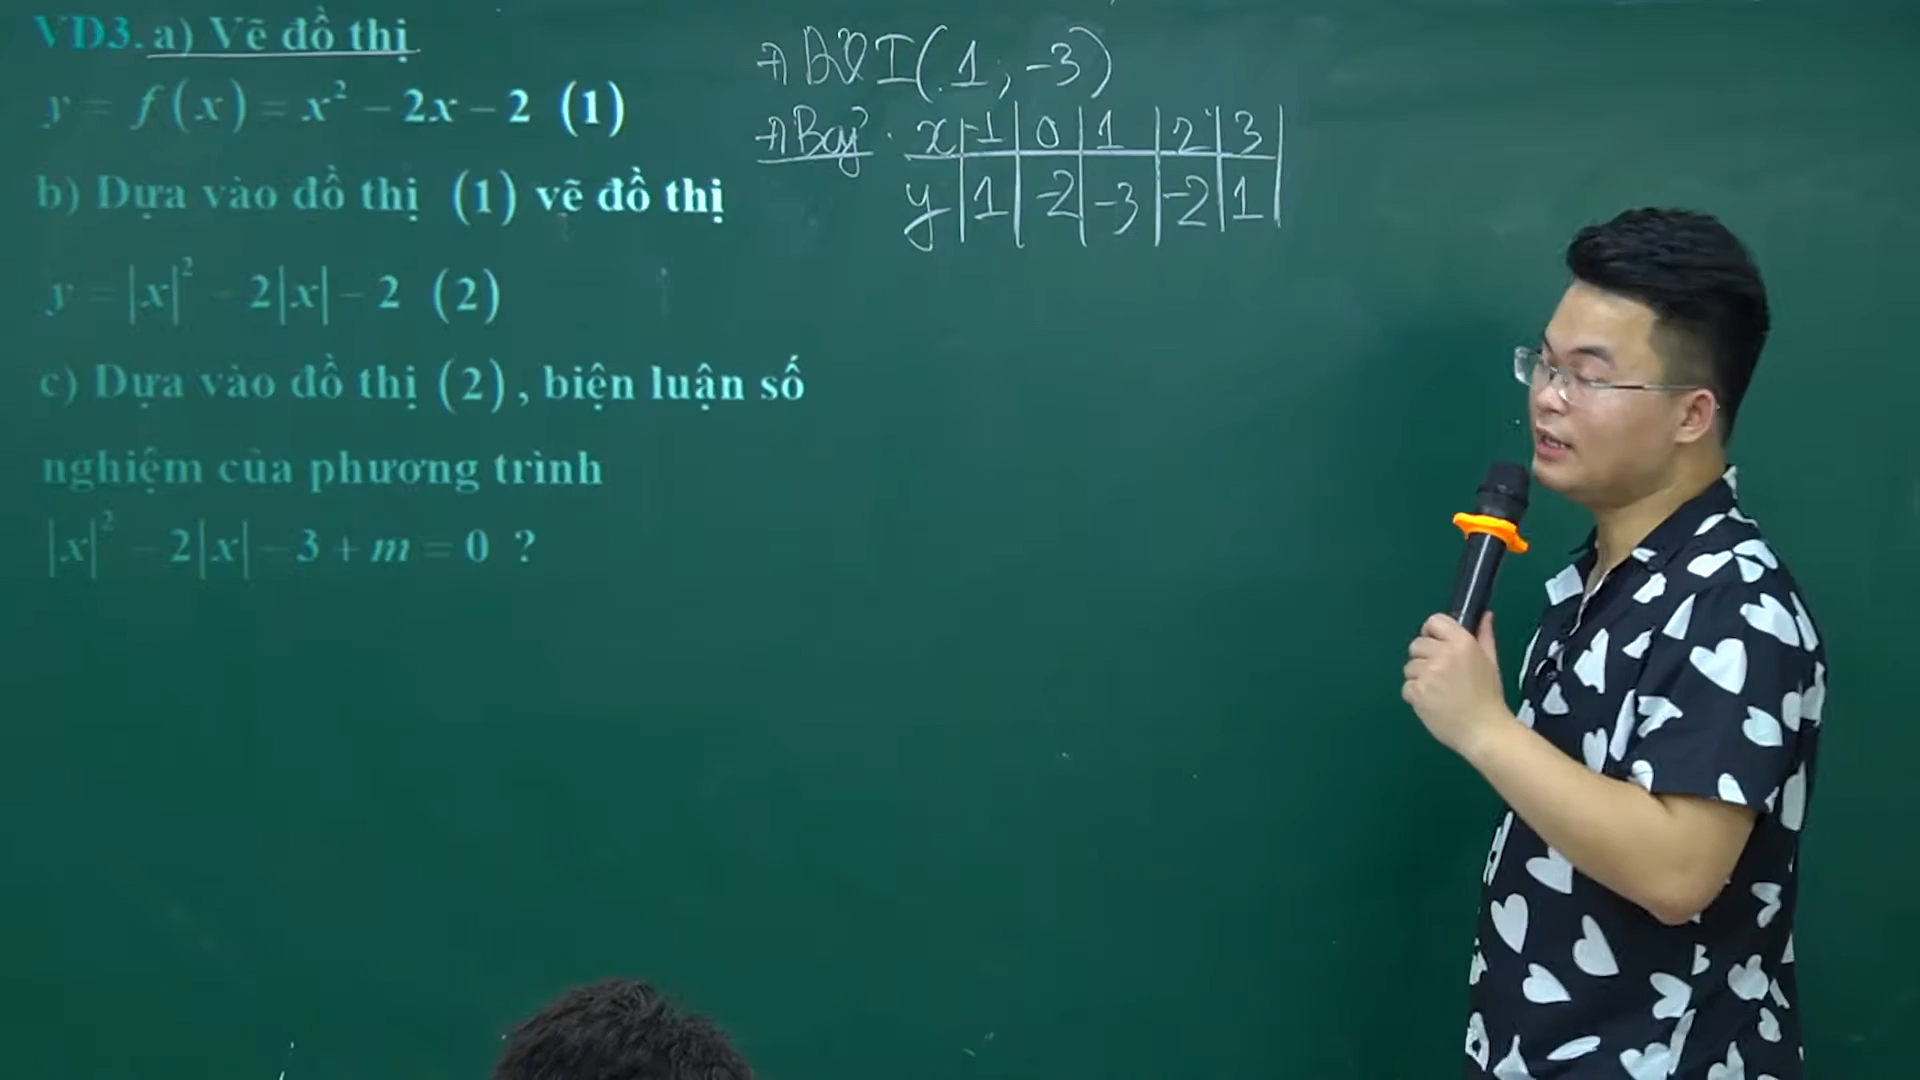 VD3. a) Vẽ đồ thị
y = f(x) = x² − 2x − 2 (1)
b) Dựa vào đồ thị (1) vẽ đồ thị
y = |x|² − 2|x| − 2 (2)
c) Dựa vào đồ thị (2), biện luận số
nghiệm của phương trình
|x|² − 2|x| − 3 + m = 0 ?
I(1; -3)
x | -1 | 0 | 1 | 2 | 3
y | 1 | -2 | -3 | -2 | 1